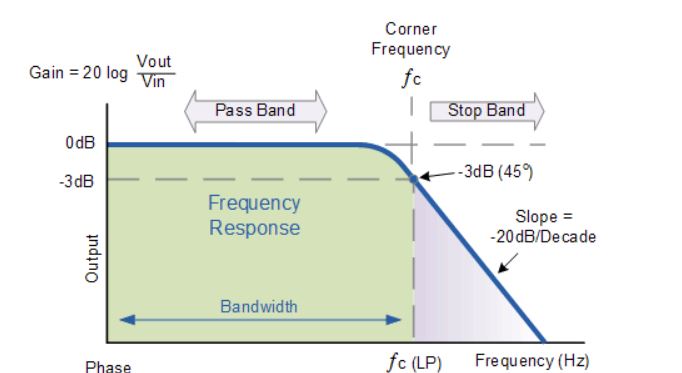 Corner
Frequency
fc
Gain = 20 log Vout
Vin
Pass Band
Stop Band
0dB
-3dB
-3dB (45°)
Frequency
Response
Slope =
-20dB/Decade
Output
Bandwidth
Phase
fc (LP)
Frequency (Hz)